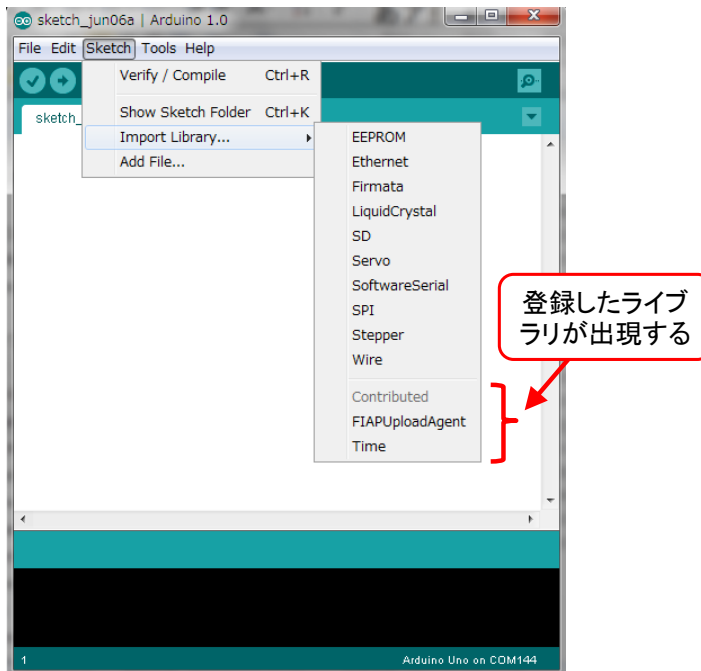 sketch_jun06a | Arduino 1.0
File Edit Sketch Tools Help
Verify / Compile Ctrl+R
Show Sketch Folder Ctrl+K
sketch_
Import Library...
Add File...
EEPROM
Ethernet
Firmata
LiquidCrystal
SD
Servo
SoftwareSerial
SPI
Stepper
Wire
Contributed
FIAPUploadAgent
Time
登録したライブ
ラリが出現する
1
Arduino Uno on COM144